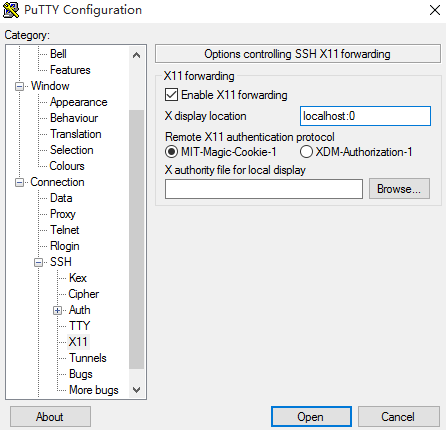 PuTTY Configuration
Category:
Bell
Features
Window
Appearance
Behaviour
Translation
Selection
Colours
Connection
Data
Proxy
Telnet
Rlogin
SSH
Kex
Cipher
Auth
TTY
X11
Tunnels
Bugs
More bugs
Options controlling SSH X11 forwarding
X11 forwarding
Enable X11 forwarding
X display location localhost:0
Remote X11 authentication protocol
MIT-Magic-Cookie-1 XDM-Authorization-1
X authority file for local display
Browse...
About Open Cancel